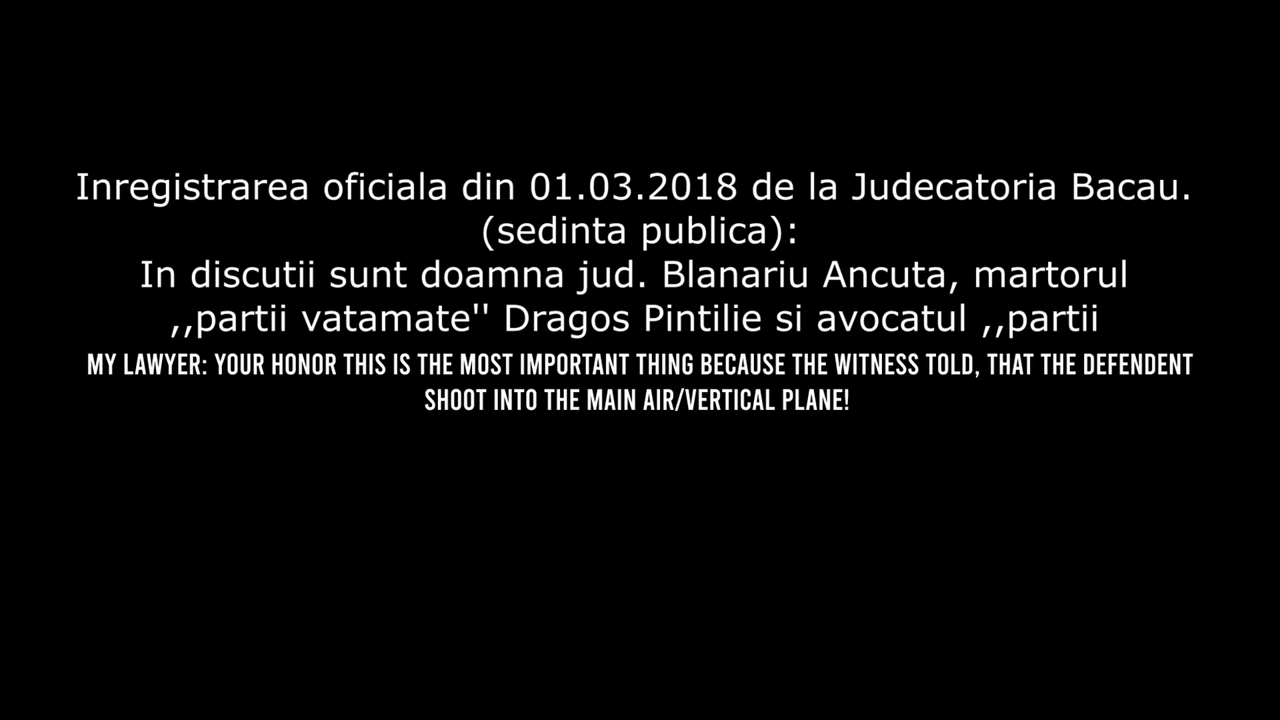 Inregistrarea oficiala din 01.03.2018 de la Judecatoria Bacau.
(sedinta publica):
In discutii sunt doamna jud. Blanariu Ancuta, martorul
,,partii vatamate'' Dragos Pintilie si avocatul ,,partii
MY LAWYER: YOUR HONOR THIS IS THE MOST IMPORTANT THING BECAUSE THE WITNESS TOLD, THAT THE DEFENDENT
SHOOT INTO THE MAIN AIR/VERTICAL PLANE!